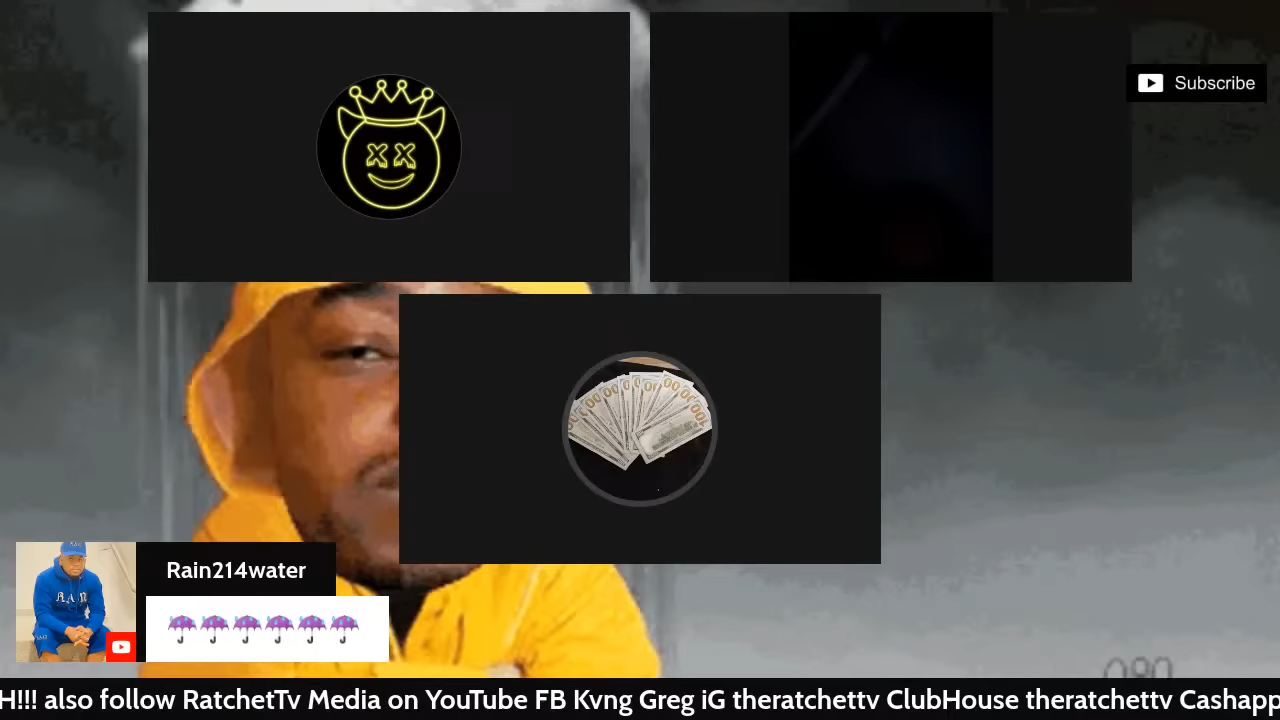 Subscribe
Rain214water
☔☔☔☔☔☔
H!!! also follow RatchetTv Media on YouTube FB Kvng Greg iG theratchettv ClubHouse theratchettv Cashapp